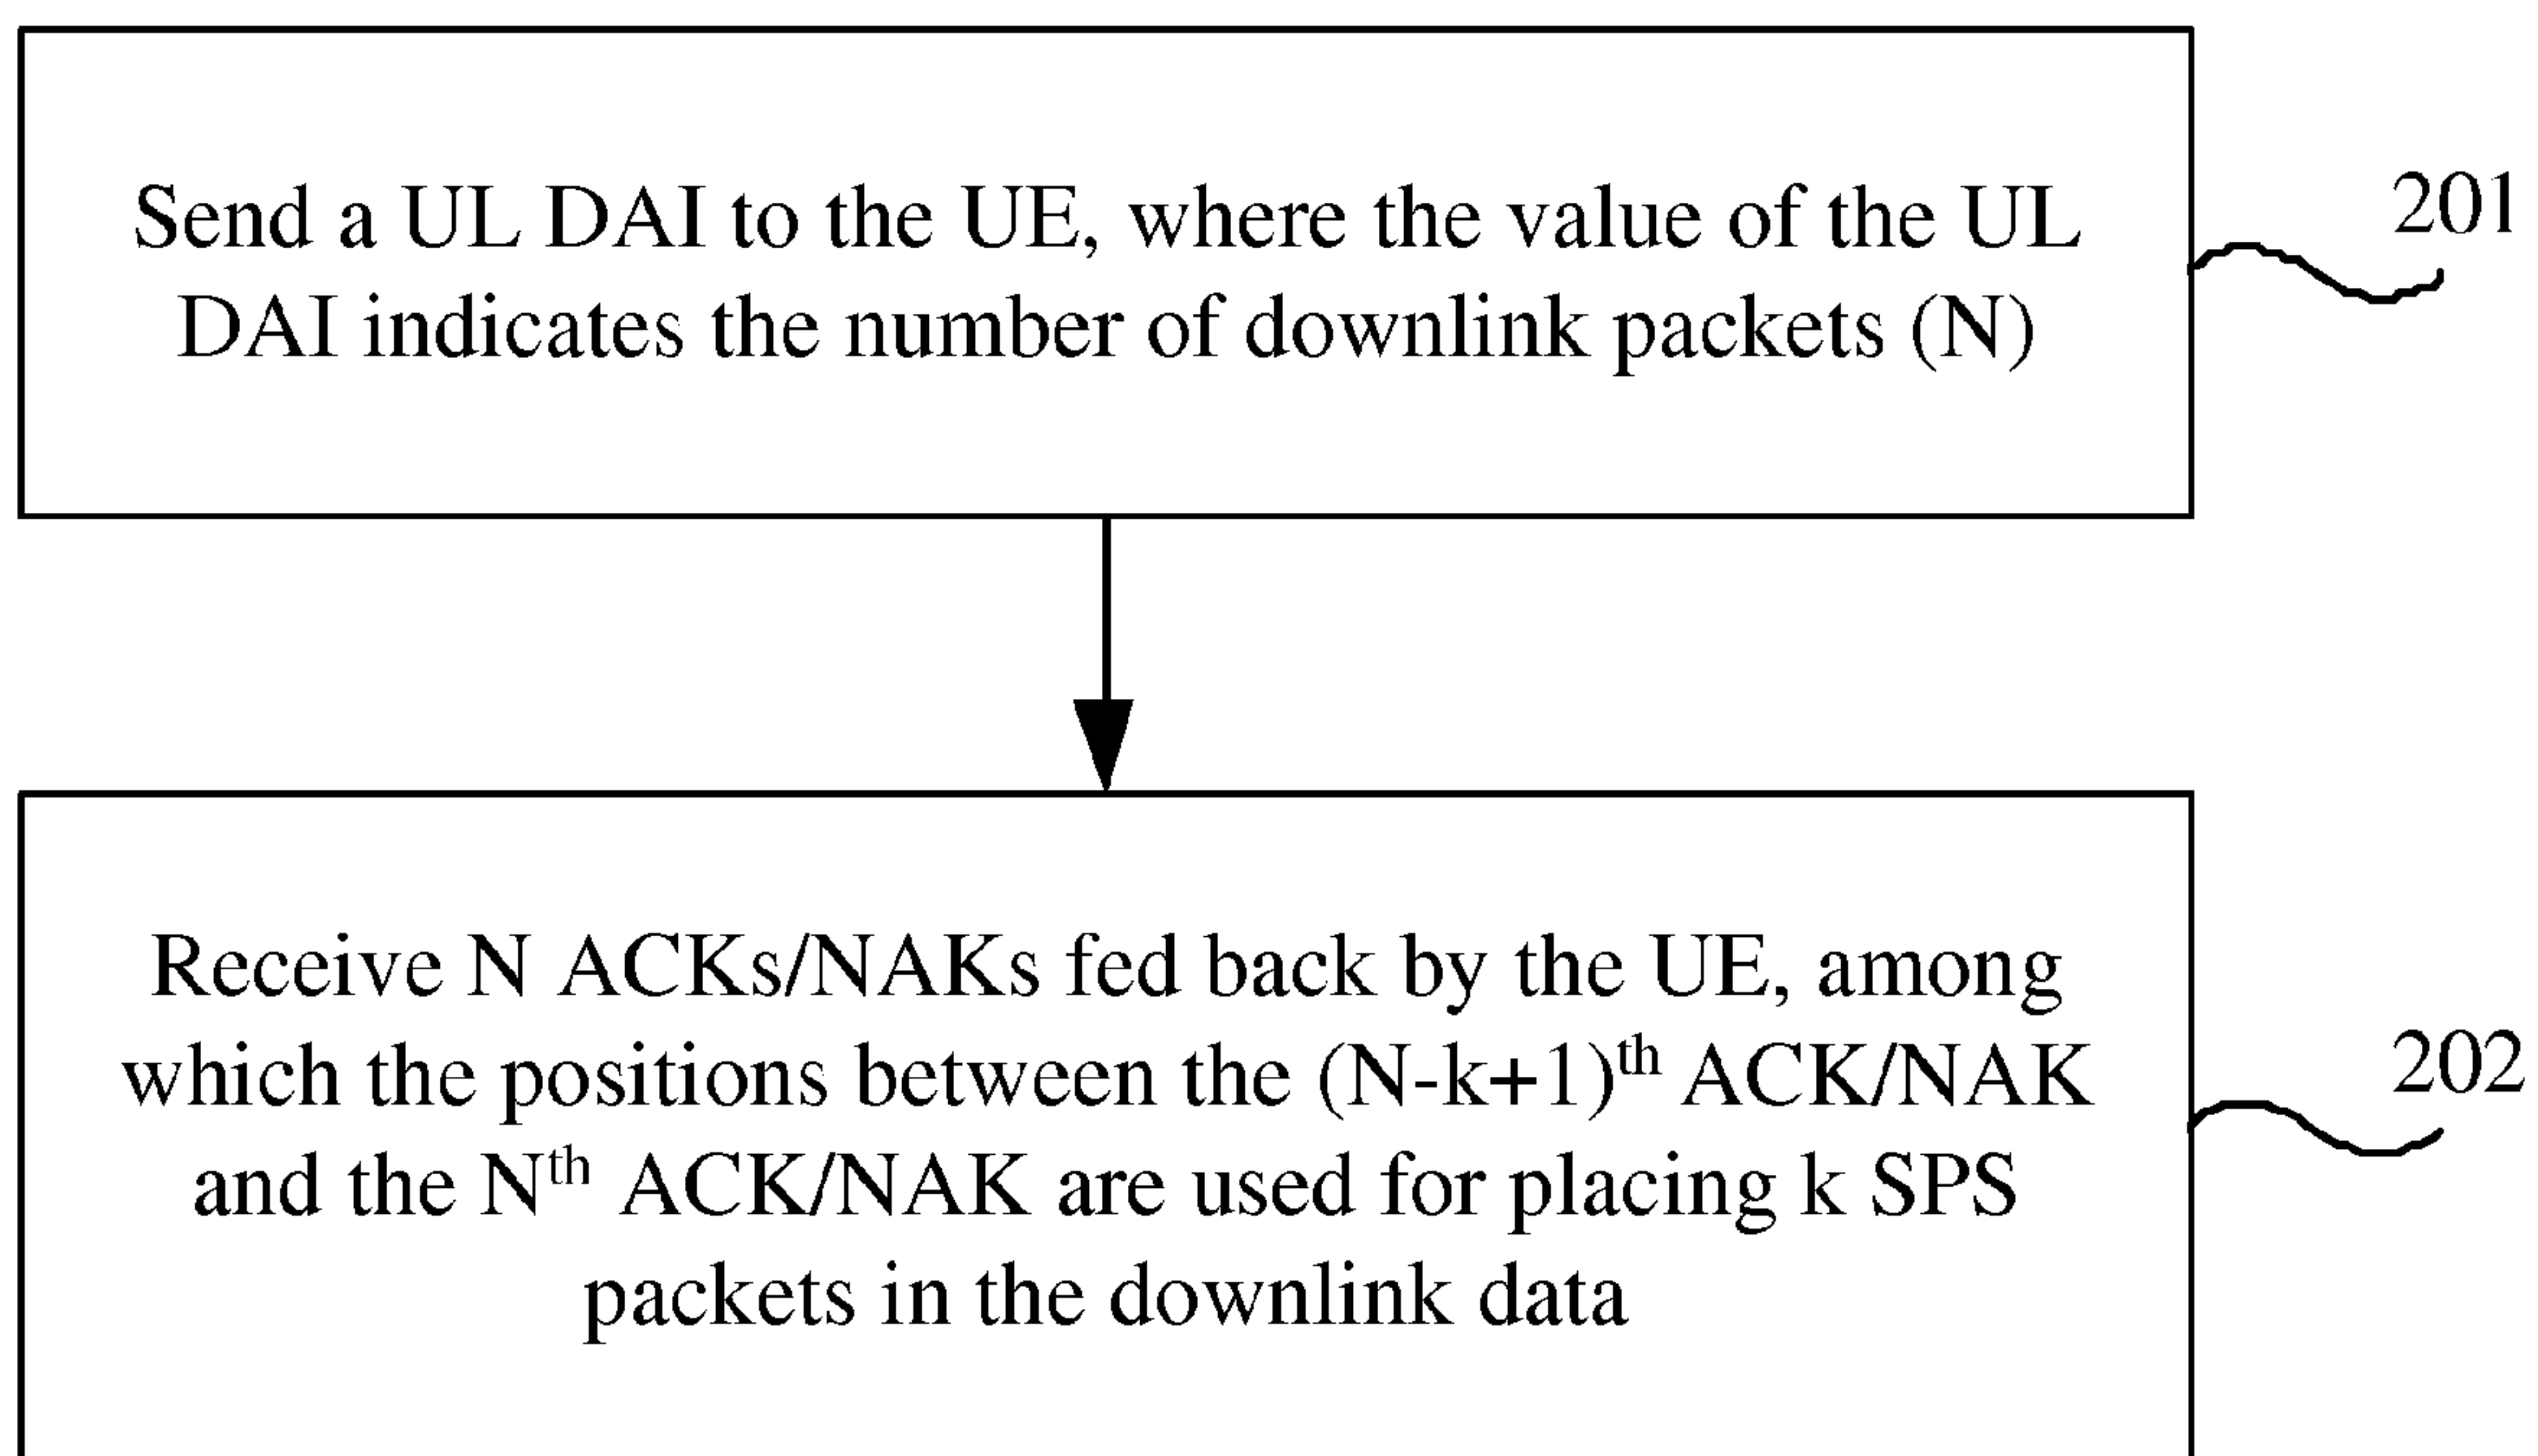 Send a UL DAI to the UE, where the value of the UL
DAI indicates the number of downlink packets (N)
201
Receive N ACKs/NAKs fed back by the UE, among
which the positions between the (N-k+1)th ACK/NAK
and the Nth ACK/NAK are used for placing k SPS
packets in the downlink data
202